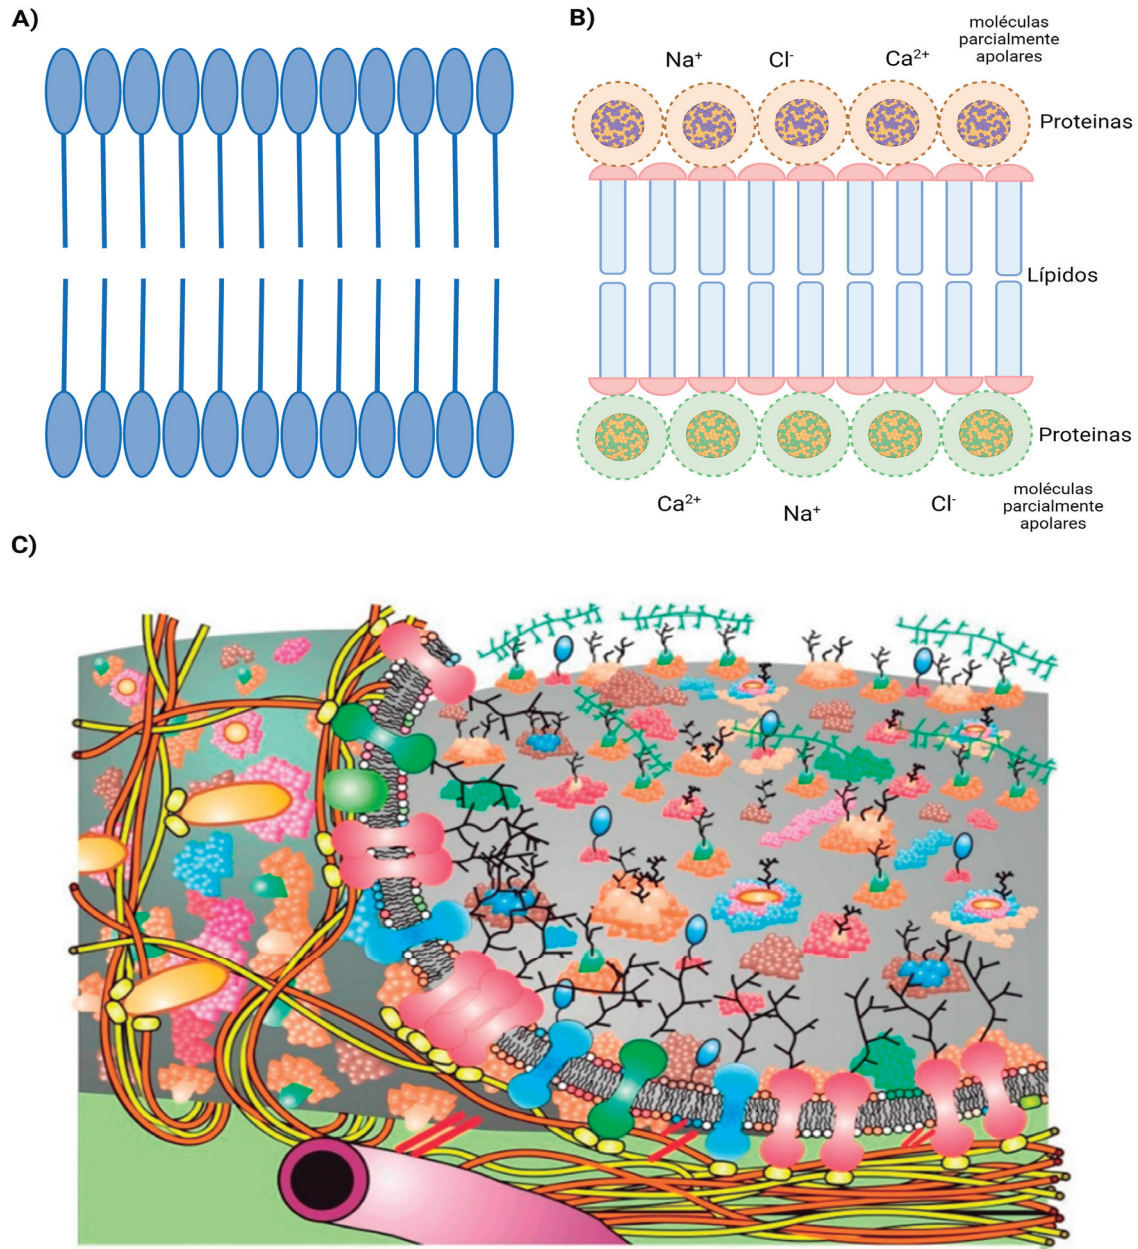 A)
B)
moléculas
parcialmente
apolares
Na⁺
Cl⁻
Ca²⁺
Proteinas
Lípidos
Proteinas
Ca²⁺
Na⁺
Cl⁻
moléculas
parcialmente
apolares
C)